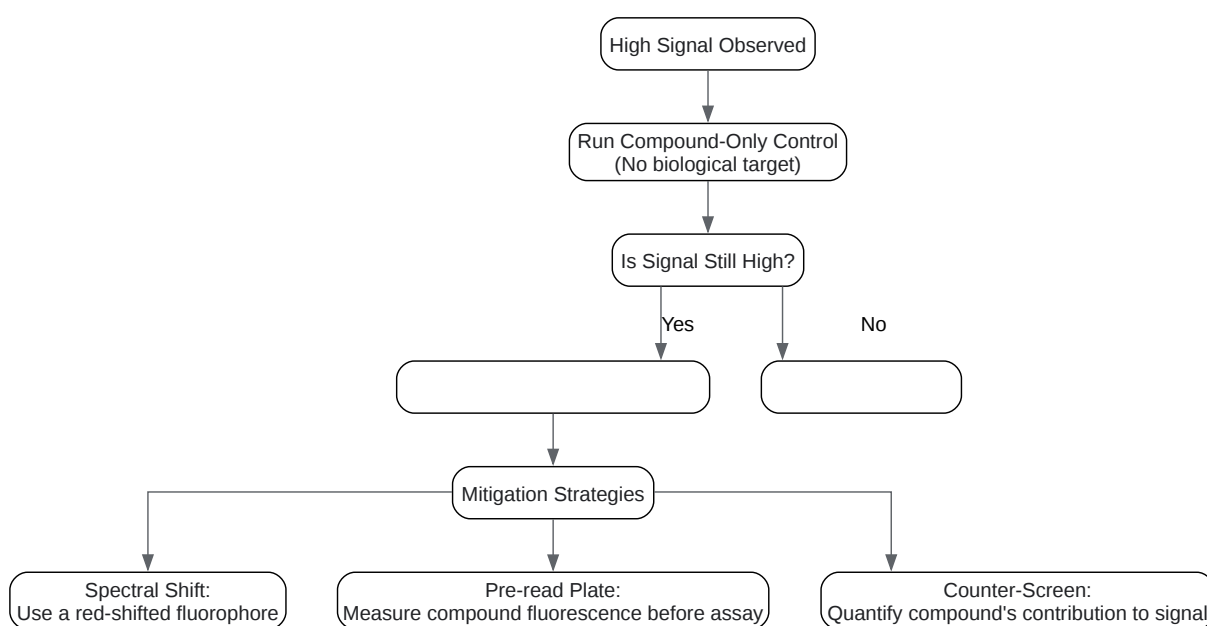 High Signal Observed
Run Compound-Only Control
(No biological target)
Is Signal Still High?
Yes
No
Mitigation Strategies
Spectral Shift:
Use a red-shifted fluorophore
Pre-read Plate:
Measure compound fluorescence before assay
Counter-Screen:
Quantify compound's contribution to signal